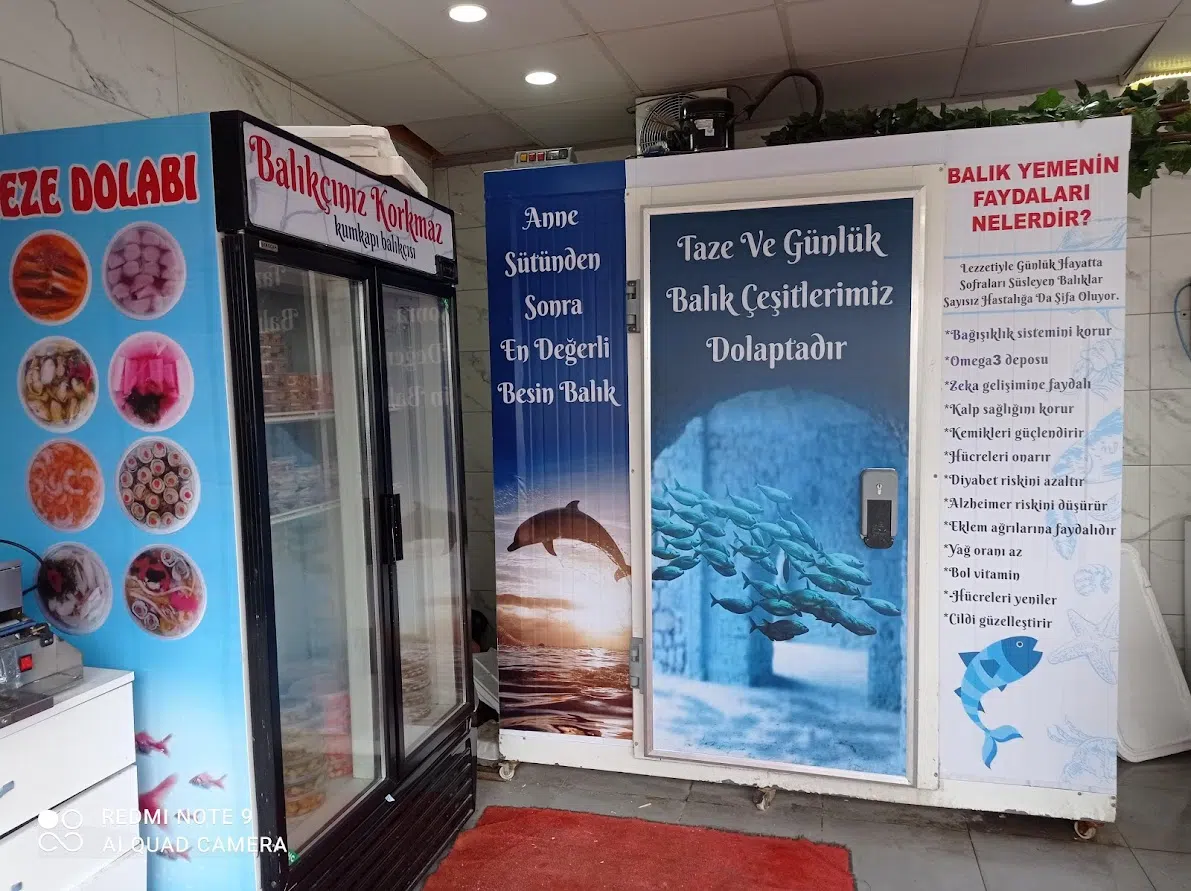 EZE DOLABI
Balıkçınız Korkmaz
kumkapı balıkçısı
Anne
Sütünden
Sonra
En Değerli
Besin Balık
Taze Ve Günlük
Balık Çeşitlerimiz
Dolaptadır
BALIK YEMENİN
FAYDALARI
NELERDİR?
Lezzetiyle Günlük Hayatta
Sofraları Süsleyen Balıklar
Sayısız Hastalığa Da Şifa Oluyor.
*Bağışıklık sistemini korur
*Omega3 deposu
*Zeka gelişimine faydalı
*Kalp sağlığını korur
*Kemikleri güçlendirir
*Hücreleri onarır
*Diyabet riskini azaltır
*Alzheimer riskini düşürür
*Eklem ağrılarına faydalıdır
*Yağ oranı az
*Bol vitamin
*-Hücreleri yeniler
*Cildi güzelleştirir
REDMI NOTE 9
AI QUAD CAMERA